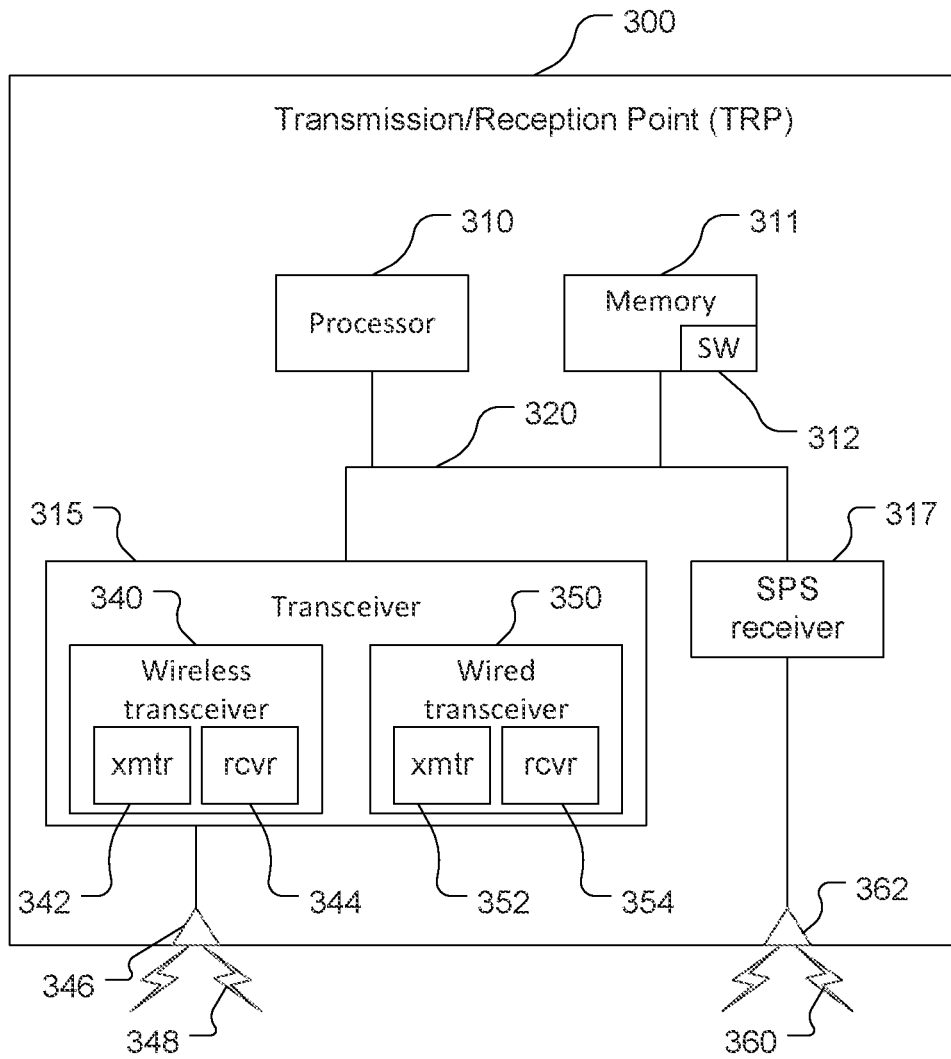 300
Transmission/Reception Point (TRP)
310
311
Processor
Memory
SW
320
312
315
317
340
Transceiver
350
SPS
receiver
Wireless
transceiver
Wired
transceiver
xmtr
rcvr
xmtr
rcvr
342
344
352
354
362
346
348
360